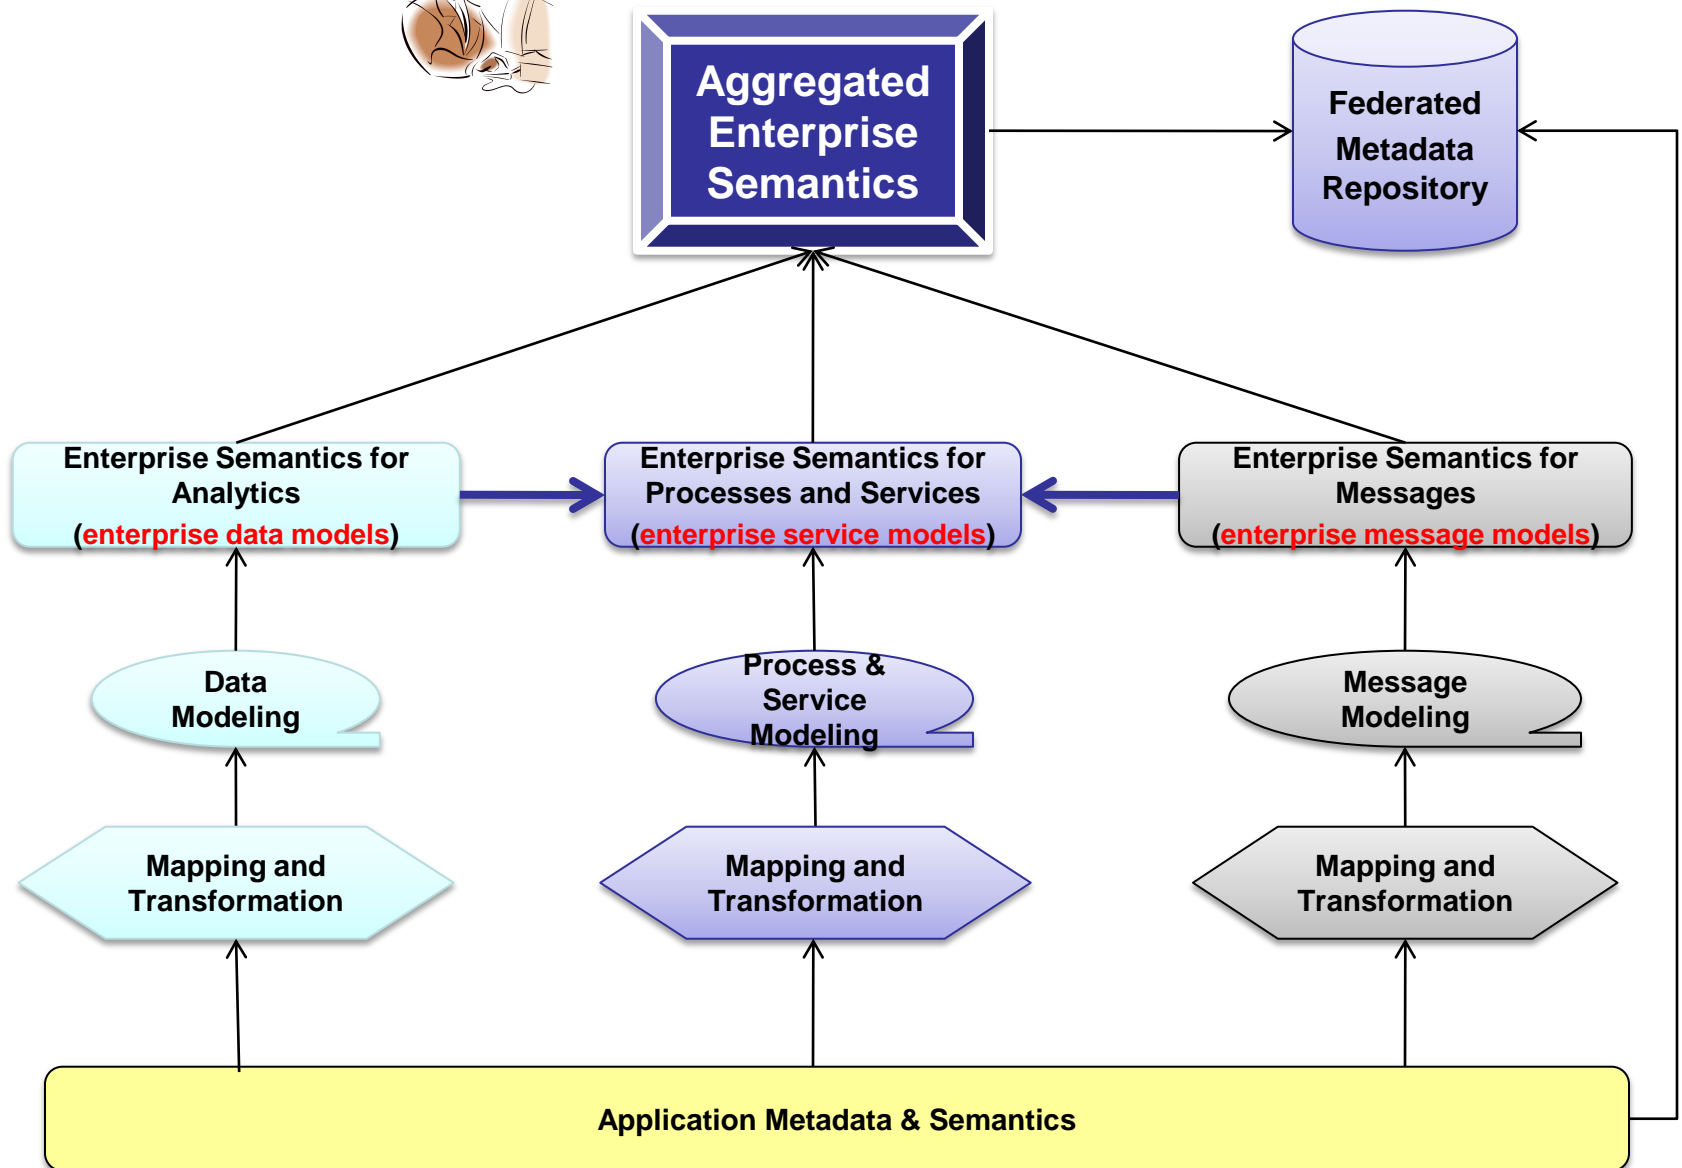 Aggregated
Enterprise
Semantics
Federated
Metadata
Repository
Enterprise Semantics for
Analytics
(enterprise data models)
Enterprise Semantics for
Processes and Services
(enterprise service models)
Enterprise Semantics for
Messages
(enterprise message models)
Data
Modeling
Process &
Service
Modeling
Message
Modeling
Mapping and
Transformation
Mapping and
Transformation
Mapping and
Transformation
Application Metadata & Semantics